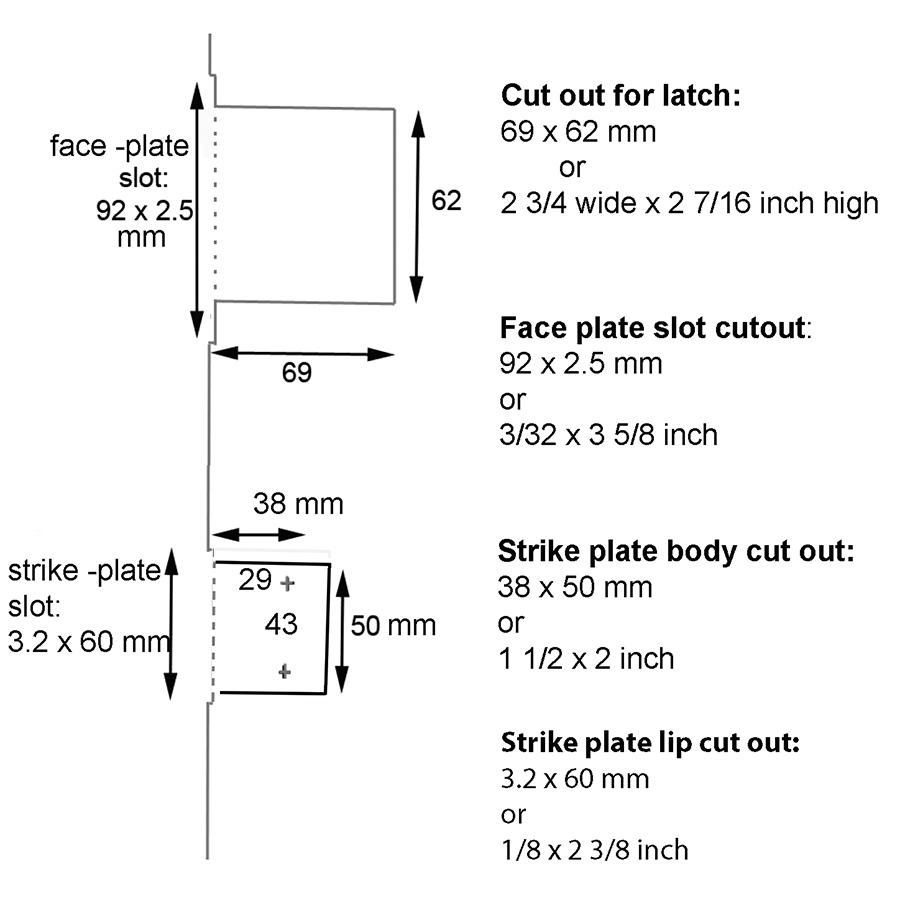 face -plate
slot:
92 x 2.5
mm
62
69
38 mm
strike -plate
slot:
3.2 x 60 mm
29
43
50 mm
Cut out for latch:
69 x 62 mm
or
2 3/4 wide x 2 7/16 inch high
Face plate slot cutout:
92 x 2.5 mm
or
3/32 x 3 5/8 inch
Strike plate body cut out:
38 x 50 mm
or
1 1/2 x 2 inch
Strike plate lip cut out:
3.2 x 60 mm
or
1/8 x 2 3/8 inch